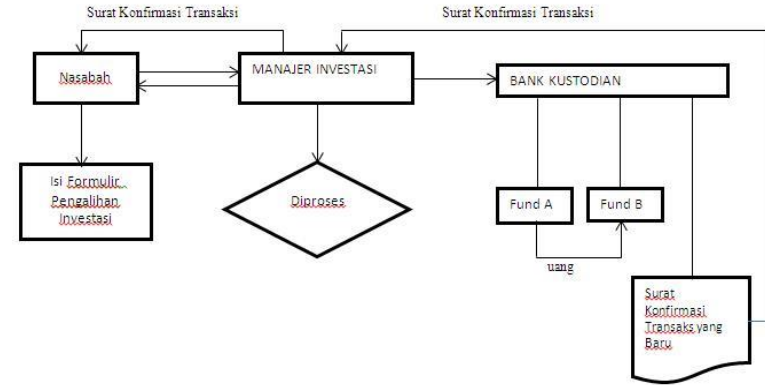 Surat Konfirmasi Transaksi
Surat Konfirmasi Transaksi
Nasabah
MANAJER INVESTASI
BANK KUSTODIAN
Isi Formulir
Pengalihan
Investasi
Diproses
Fund A
Fund B
uang
Surat
Konfirmasi
Transaks yang
Baru